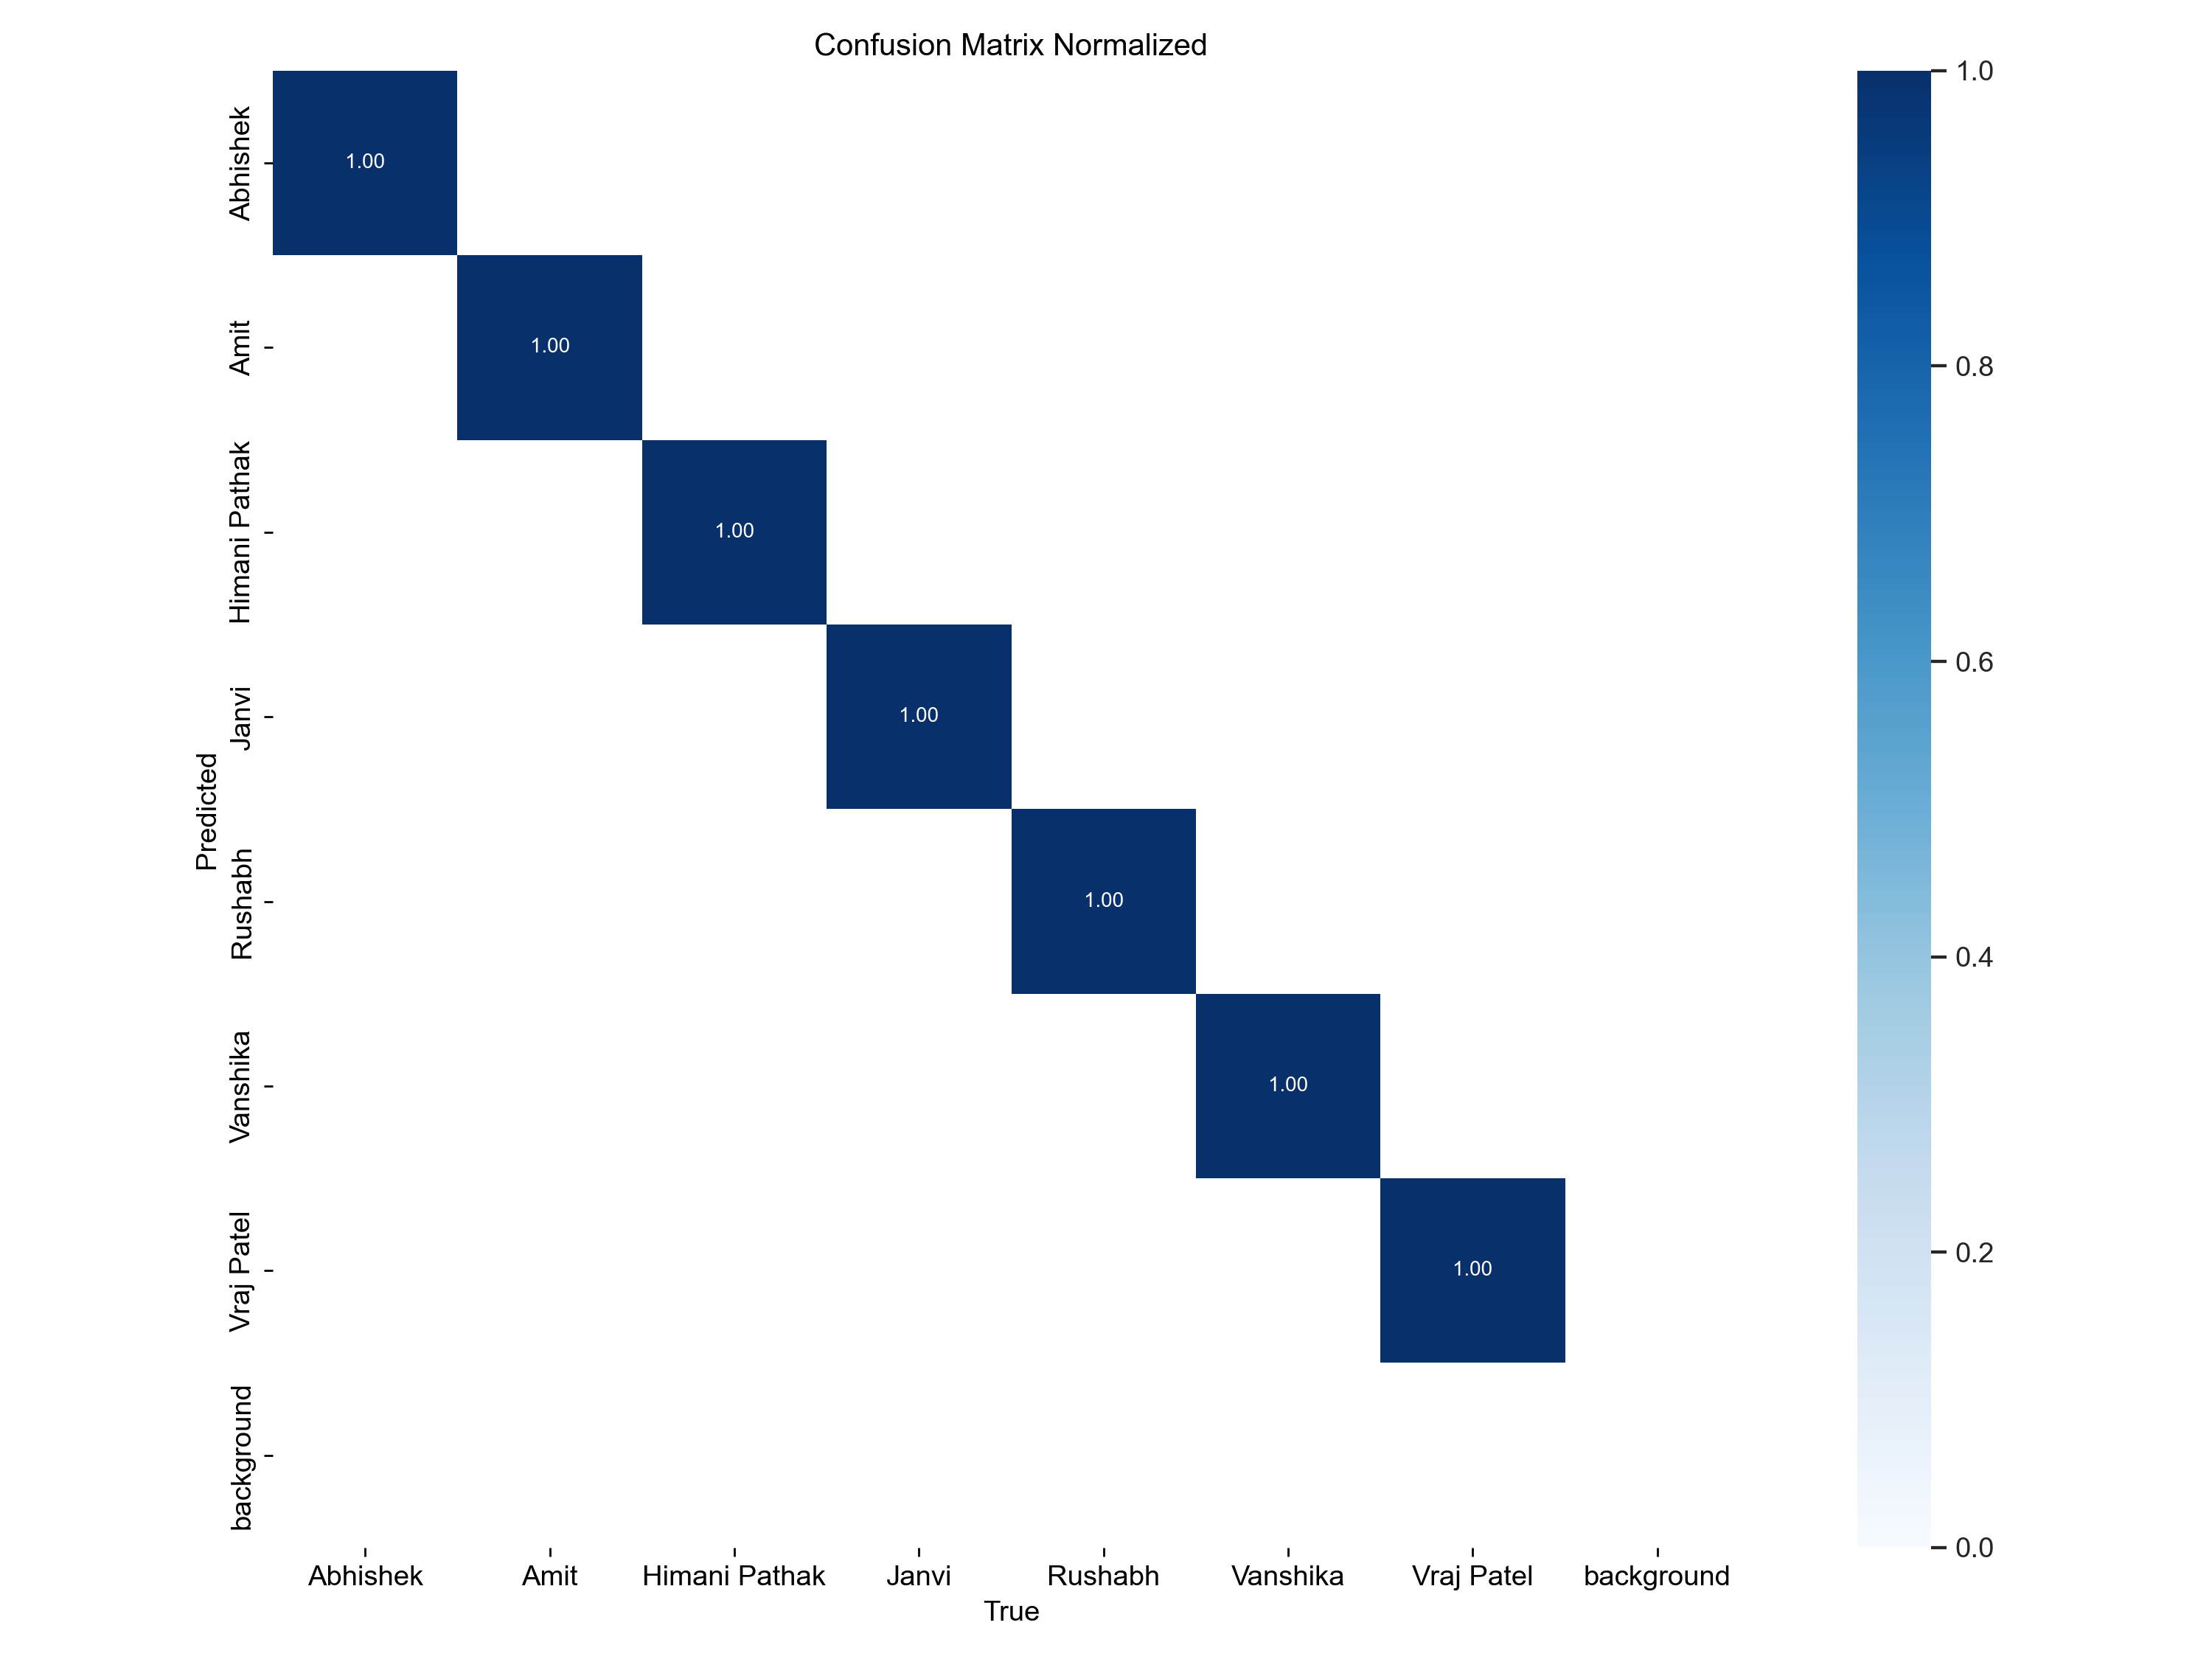 Confusion Matrix Normalized
Predicted
Abhishek
Amit
Himani Pathak
Janvi
Rushabh
Vanshika
Vraj Patel
background
1.00
1.00
1.00
1.00
1.00
1.00
1.00
Abhishek Amit Himani Pathak Janvi Rushabh Vanshika Vraj Patel background
True
1.0
0.8
0.6
0.4
0.2
0.0